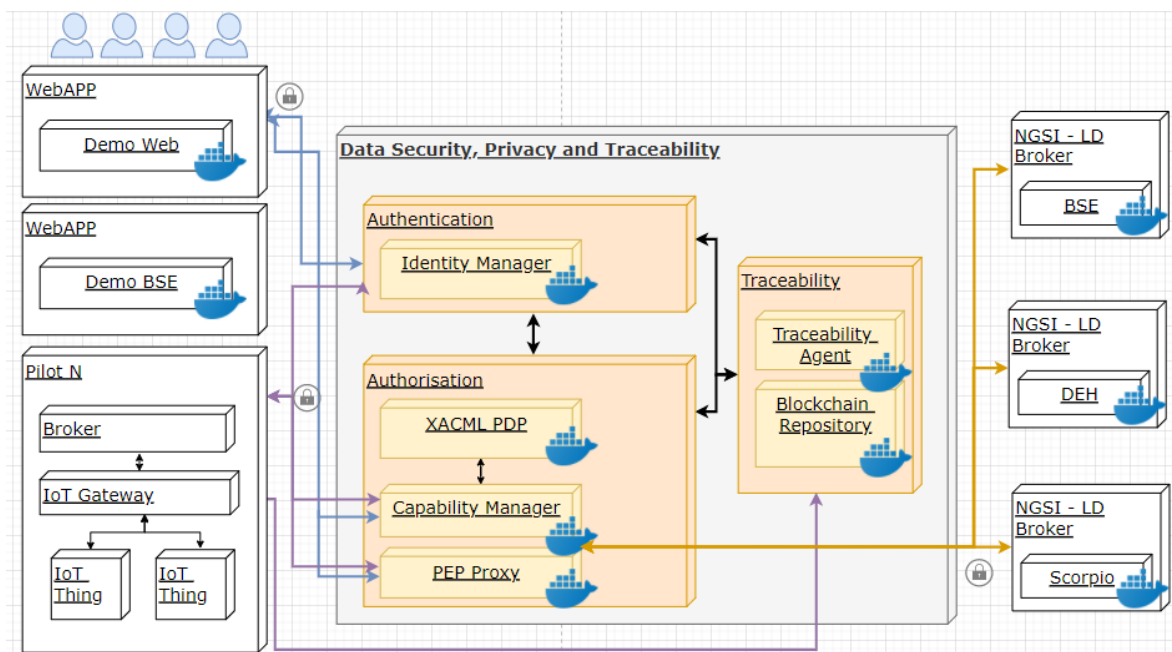 WebAPP
Demo Web
WebAPP
Demo BSE
Pilot N
Broker
IoT Gateway
IoT
Thing
IoT
Thing
Data Security, Privacy and Traceability
Authentication
Identity Manager
Authorisation
XACML PDP
Capability Manager
PEP Proxy
Traceability
Traceability
Agent
Blockchain
Repository
NGSI - LD
Broker
BSE
NGSI - LD
Broker
DEH
NGSI - LD
Broker
Scorpio